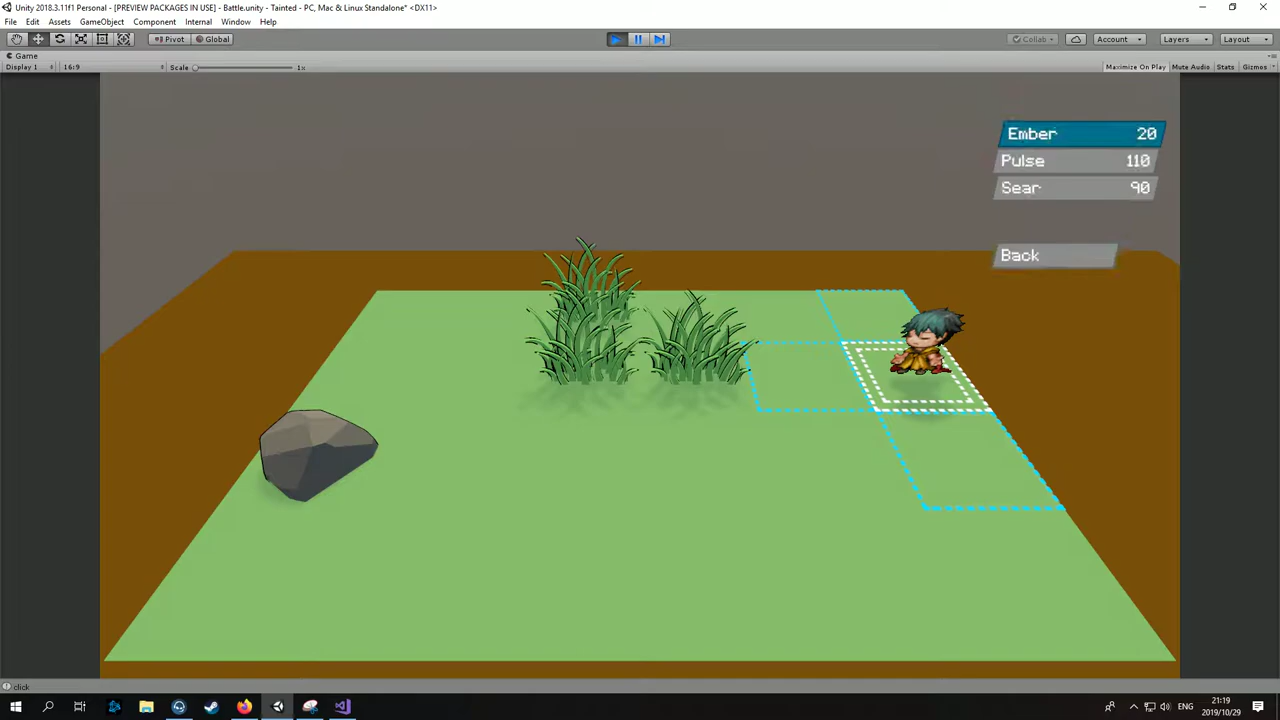 Unity 2018.3.11f1 Personal - [PREVIEW PACKAGES IN USE] - Battle.unity - Tainted - PC, Mac & Linux Standalone* <DX11>
File Edit Assets GameObject Component Internal Window Help
Pivot Global Collab Account Layers Layout
Game
Display 1 16:9 Scale 1x Maximize On Play Mute Audio Stats Gizmos
Ember 20
Pulse 110
Sear 90
Back
click
ENG 21:19
2019/10/29